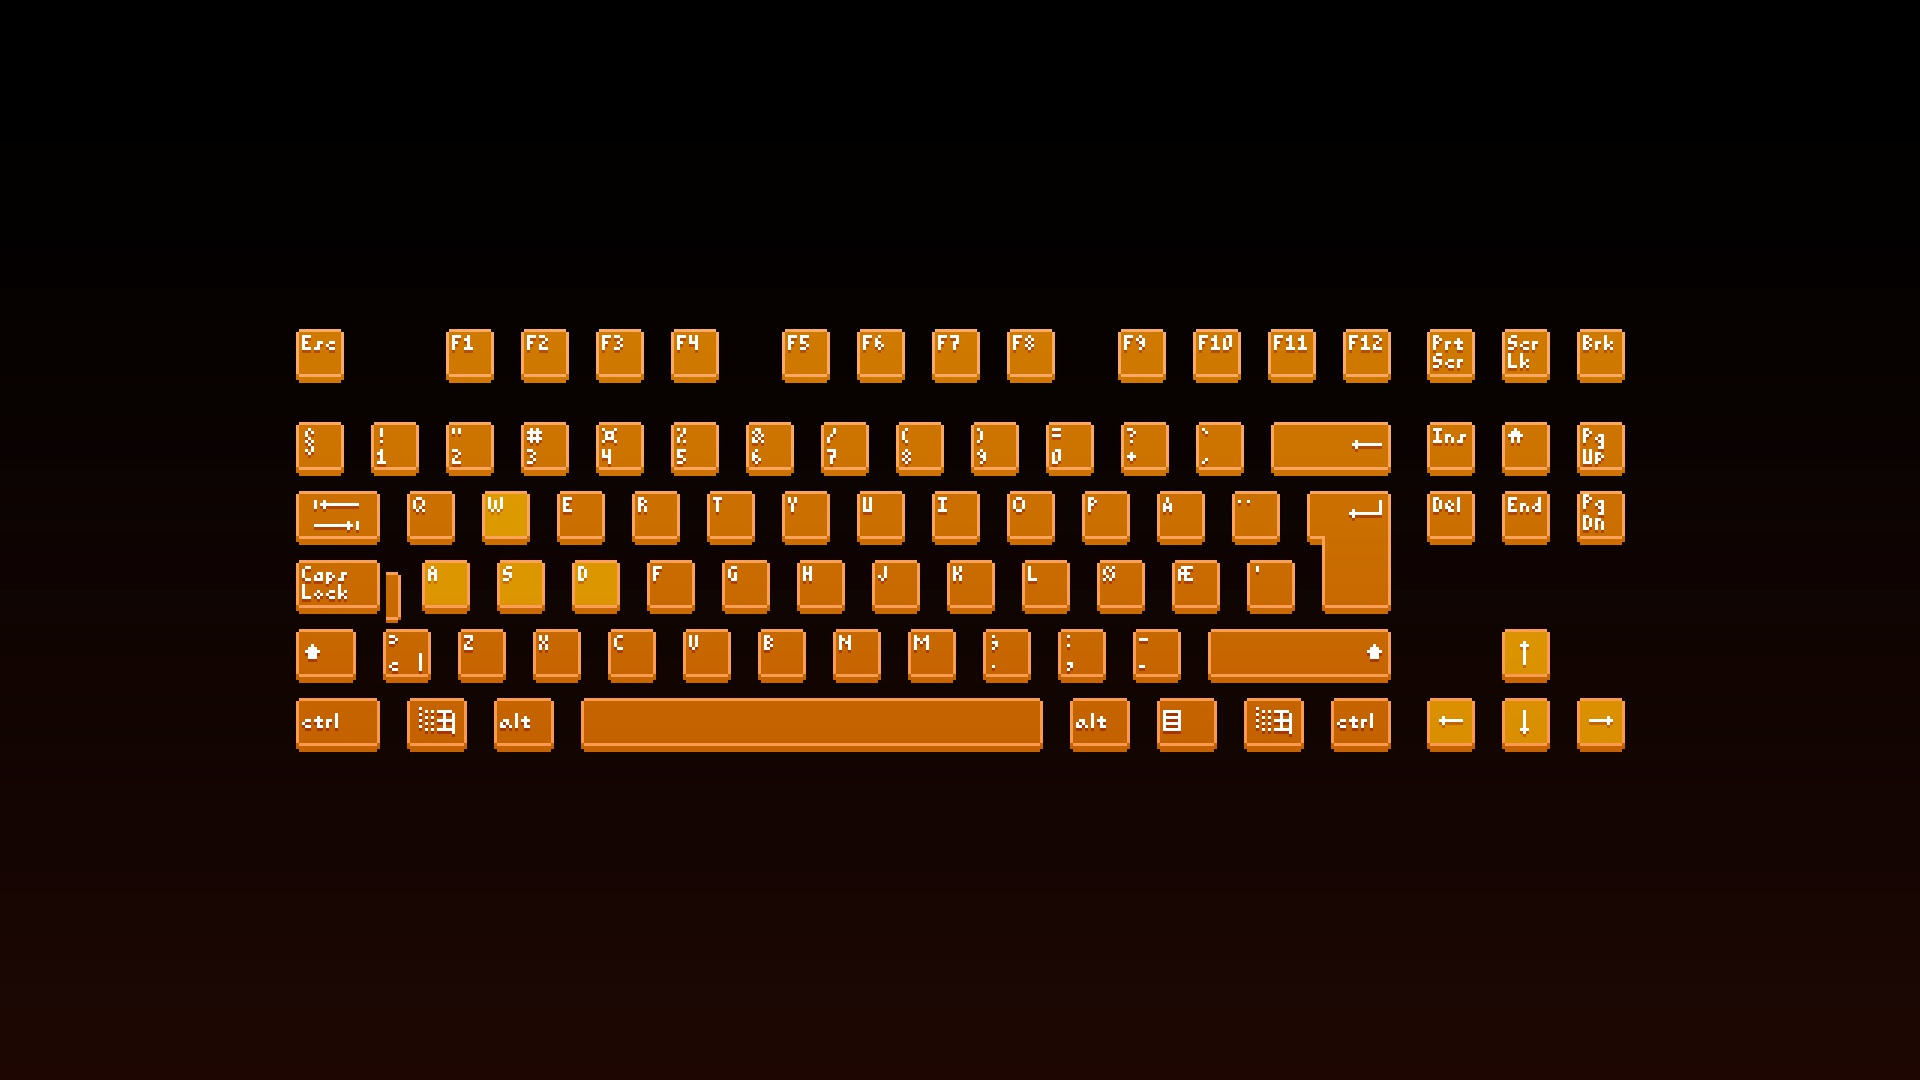 Esc F1 F2 F3 F4 F5 F6 F7 F8 F9 F10 F11 F12 Prt Scr Scr Lk Brk
§ ! 1 " 2 # 3 ¤ 4 % 5 & 6 / 7 ( 8 ) 9 = 0 ? + ` ´ ← Ins Pg Up
Q W E R T Y U I O P Å ¨ Del End Pg Dn
Caps Lock A S D F G H J K L Ø Æ '
> < | Z X C V B N M ; . : , - ↑
ctrl alt alt ctrl ← ↓ →